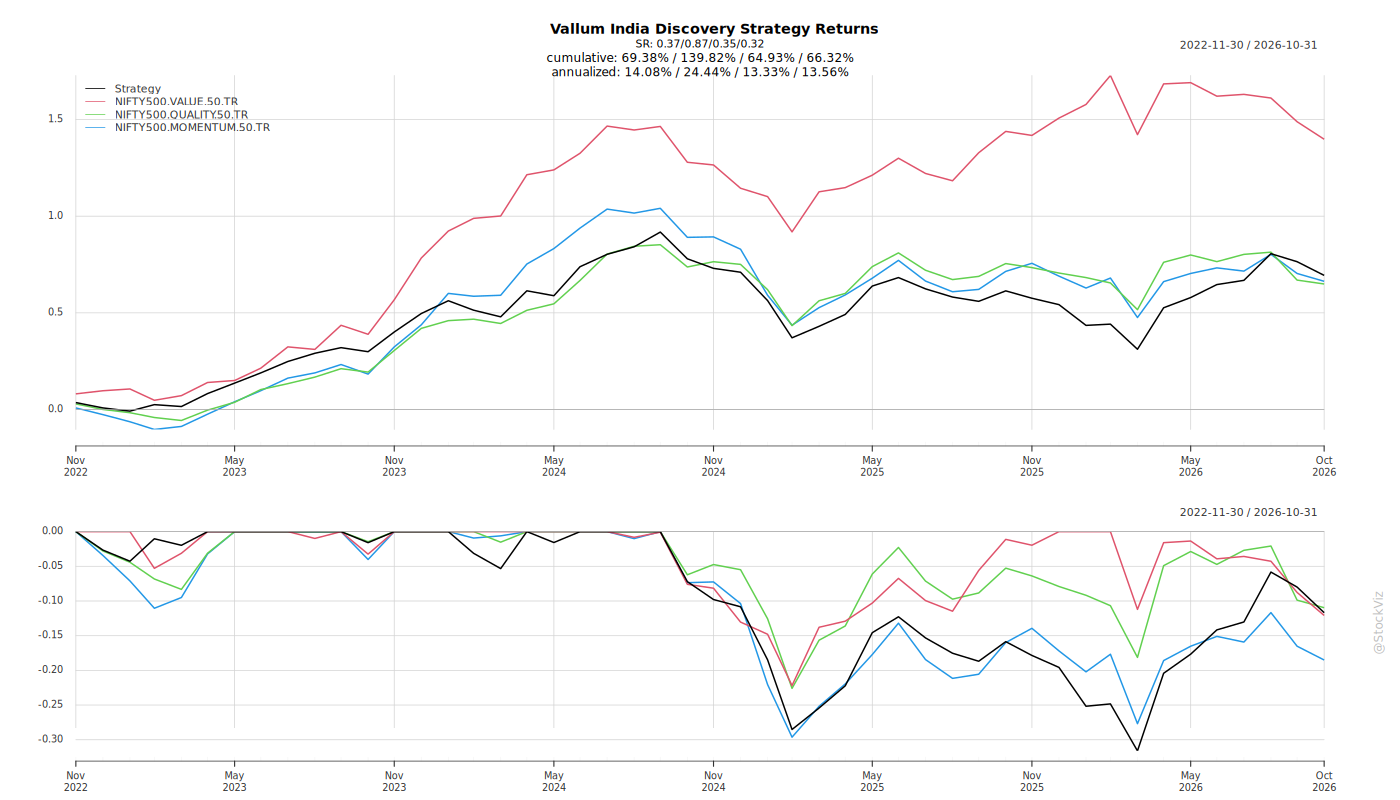 Vallum India Discovery Strategy Returns
SR: 0.37/0.87/0.35/0.32
cumulative: 69.38% / 139.82% / 64.93% / 66.32%
annualized: 14.08% / 24.44% / 13.33% / 13.56%
2022-11-30 / 2026-10-31
Strategy
NIFTY500.VALUE.50.TR
NIFTY500.QUALITY50.TR
NIFTY500.MOMENTUM.50.TR
1.5
1.0
0.5
0.0
Nov May Nov May Nov May Nov May Oct
2022 2023 2023 2024 2024 2025 2025 2026 2026
2022-11-30 / 2026-10-31
0.00
-0.05
-0.10
-0.15
-0.20
-0.25
-0.30
Nov May Nov May Nov May Nov May Oct
2022 2023 2023 2024 2024 2025 2025 2026 2026
@StockViz